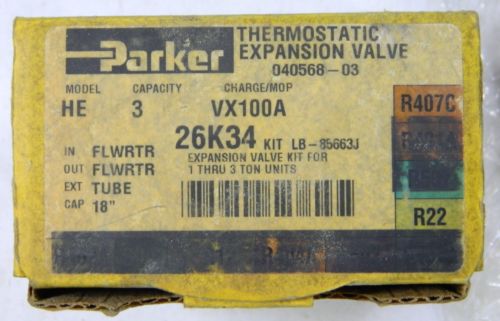 Parker
THERMOSTATIC
EXPANSION VALVE
040568-03
MODEL CAPACITY CHARGE/MOP
HE 3 VX100A
R407C
26K34 KIT LB-85663J
IN FLWRTR
EXPANSION VALVE KIT FOR
OUT FLWRTR
1 THRU 3 TON UNITS
EXT TUBE
CAP 18"
R22